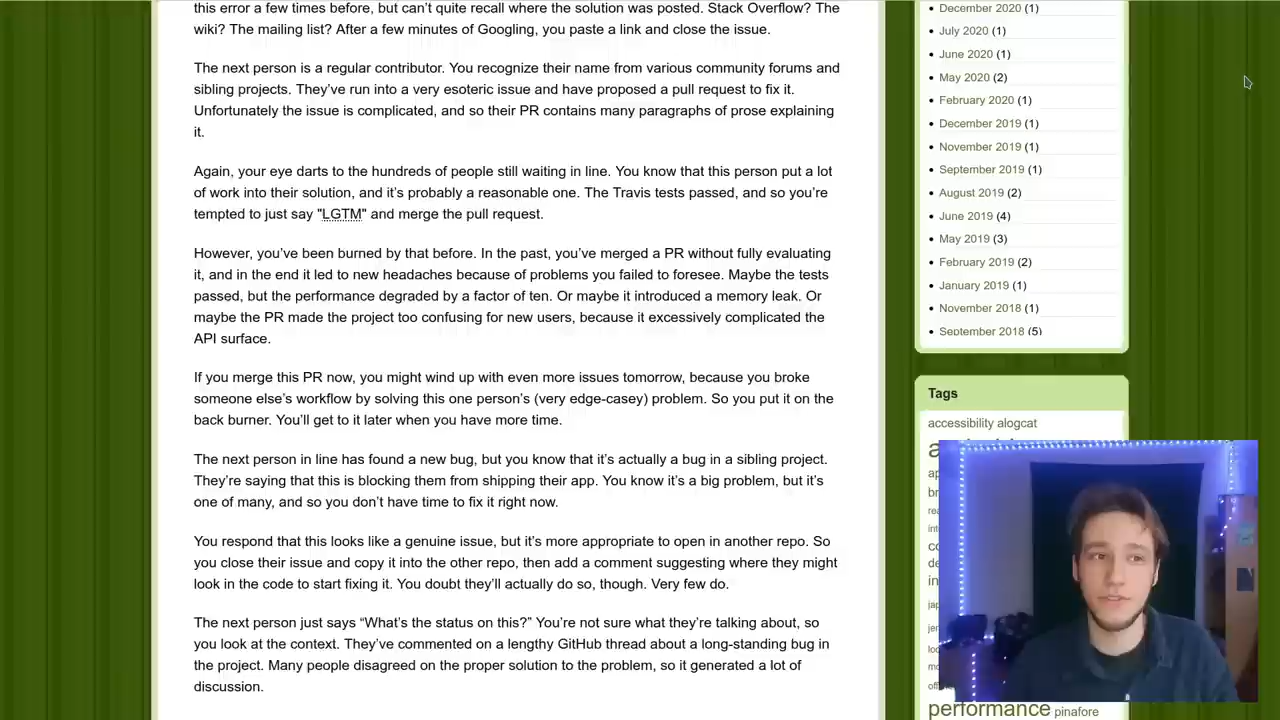 this error a few times before, but can't quite recall where the solution was posted. Stack Overflow? The
wiki? The mailing list? After a few minutes of Googling, you paste a link and close the issue.
The next person is a regular contributor. You recognize their name from various community forums and
sibling projects. They've run into a very esoteric issue and have proposed a pull request to fix it.
Unfortunately the issue is complicated, and so their PR contains many paragraphs of prose explaining
it.
Again, your eye darts to the hundreds of people still waiting in line. You know that this person put a lot
of work into their solution, and it's probably a reasonable one. The Travis tests passed, and so you're
tempted to just say "LGTM" and merge the pull request.
However, you've been burned by that before. In the past, you've merged a PR without fully evaluating
it, and in the end it led to new headaches because of problems you failed to foresee. Maybe the tests
passed, but the performance degraded by a factor of ten. Or maybe it introduced a memory leak. Or
maybe the PR made the project too confusing for new users, because it excessively complicated the
API surface.
If you merge this PR now, you might wind up with even more issues tomorrow, because you broke
someone else's workflow by solving this one person's (very edge-casey) problem. So you put it on the
back burner. You'll get to it later when you have more time.
The next person in line has found a new bug, but you know that it's actually a bug in a sibling project.
They're saying that this is blocking them from shipping their app. You know it's a big problem, but it's
one of many, and so you don't have time to fix it right now.
You respond that this looks like a genuine issue, but it's more appropriate to open in another repo. So
you close their issue and copy it into the other repo, then add a comment suggesting where they might
look in the code to start fixing it. You doubt they'll actually do so, though. Very few do.
The next person just says “What's the status on this?” You're not sure what they're talking about, so
you look at the context. They've commented on a lengthy GitHub thread about a long-standing bug in
the project. Many people disagreed on the proper solution to the problem, so it generated a lot of
discussion.
December 2020 (1)
July 2020 (1)
June 2020 (1)
May 2020 (2)
February 2020 (1)
December 2019 (1)
November 2019 (1)
September 2019 (1)
August 2019 (2)
June 2019 (4)
May 2019 (3)
February 2019 (2)
January 2019 (1)
November 2018 (1)
September 2018 (5)
Tags
accessibility alogcat
performance pinafore